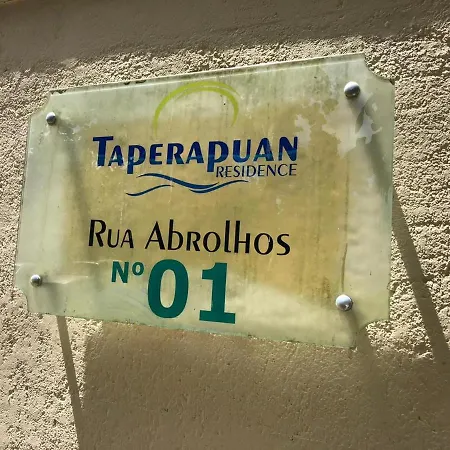 TAPERAPUAN
RESIDENCE
RUA ABROLHOS
Nº 01